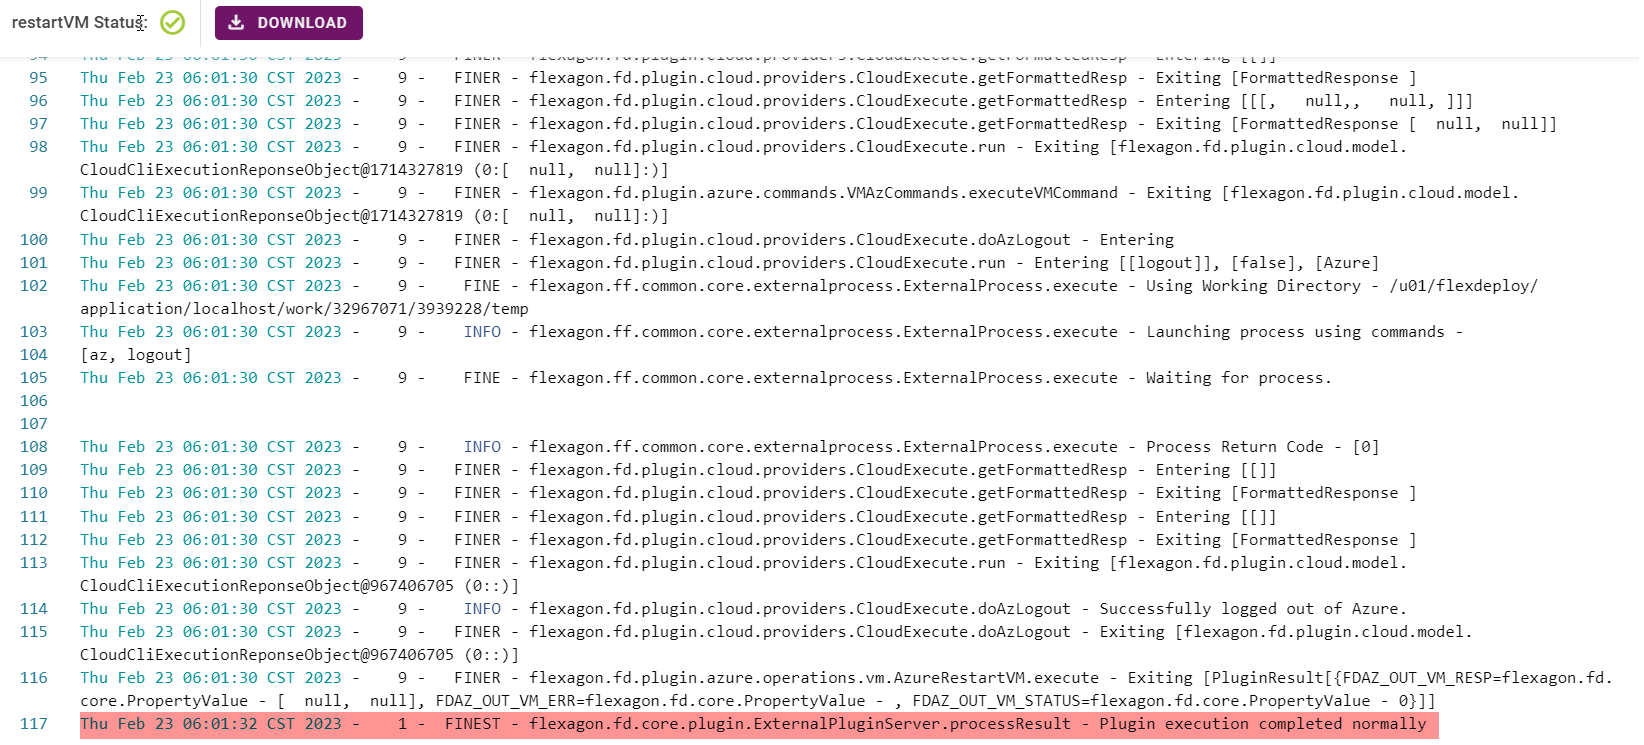 restartVM Status:
DOWNLOAD
94 Thu Feb 23 06:01:30 CST 2023 - 9 - FINER - flexagon.fd.plugin.cloud.providers.CloudExecute.getFormattedResp - Entering [[]]
95 Thu Feb 23 06:01:30 CST 2023 - 9 - FINER - flexagon.fd.plugin.cloud.providers.CloudExecute.getFormattedResp - Exiting [FormattedResponse ]
96 Thu Feb 23 06:01:30 CST 2023 - 9 - FINER - flexagon.fd.plugin.cloud.providers.CloudExecute.getFormattedResp - Entering [[[, null,, null, ]]]
97 Thu Feb 23 06:01:30 CST 2023 - 9 - FINER - flexagon.fd.plugin.cloud.providers.CloudExecute.getFormattedResp - Exiting [FormattedResponse [ null, null]]
98 Thu Feb 23 06:01:30 CST 2023 - 9 - FINER - flexagon.fd.plugin.cloud.providers.CloudExecute.run - Exiting [flexagon.fd.plugin.cloud.model.
CloudCliExecutionReponseObject@1714327819 (0:[ null, null]:)]
99 Thu Feb 23 06:01:30 CST 2023 - 9 - FINER - flexagon.fd.plugin.azure.commands.VMAzCommands.executeVMCommand - Exiting [flexagon.fd.plugin.cloud.model.
CloudCliExecutionReponseObject@1714327819 (0:[ null, null]:)]
100 Thu Feb 23 06:01:30 CST 2023 - 9 - FINER - flexagon.fd.plugin.cloud.providers.CloudExecute.doAzLogout - Entering
101 Thu Feb 23 06:01:30 CST 2023 - 9 - FINER - flexagon.fd.plugin.cloud.providers.CloudExecute.run - Entering [[logout]], [false], [Azure]
102 Thu Feb 23 06:01:30 CST 2023 - 9 - FINE - flexagon.ff.common.core.externalprocess.ExternalProcess.execute - Using Working Directory - /u01/flexdeploy/
application/localhost/work/32967071/3939228/temp
103 Thu Feb 23 06:01:30 CST 2023 - 9 - INFO - flexagon.ff.common.core.externalprocess.ExternalProcess.execute - Launching process using commands -
104 [az, logout]
105 Thu Feb 23 06:01:30 CST 2023 - 9 - FINE - flexagon.ff.common.core.externalprocess.ExternalProcess.execute - Waiting for process.
106
107
108 Thu Feb 23 06:01:30 CST 2023 - 9 - INFO - flexagon.ff.common.core.externalprocess.ExternalProcess.execute - Process Return Code - [0]
109 Thu Feb 23 06:01:30 CST 2023 - 9 - FINER - flexagon.fd.plugin.cloud.providers.CloudExecute.getFormattedResp - Entering [[]]
110 Thu Feb 23 06:01:30 CST 2023 - 9 - FINER - flexagon.fd.plugin.cloud.providers.CloudExecute.getFormattedResp - Exiting [FormattedResponse ]
111 Thu Feb 23 06:01:30 CST 2023 - 9 - FINER - flexagon.fd.plugin.cloud.providers.CloudExecute.getFormattedResp - Entering [[]]
112 Thu Feb 23 06:01:30 CST 2023 - 9 - FINER - flexagon.fd.plugin.cloud.providers.CloudExecute.getFormattedResp - Exiting [FormattedResponse ]
113 Thu Feb 23 06:01:30 CST 2023 - 9 - FINER - flexagon.fd.plugin.cloud.providers.CloudExecute.run - Exiting [flexagon.fd.plugin.cloud.model.
CloudCliExecutionReponseObject@967406705 (0::)]
114 Thu Feb 23 06:01:30 CST 2023 - 9 - INFO - flexagon.fd.plugin.cloud.providers.CloudExecute.doAzLogout - Successfully logged out of Azure.
115 Thu Feb 23 06:01:30 CST 2023 - 9 - FINER - flexagon.fd.plugin.cloud.providers.CloudExecute.doAzLogout - Exiting [flexagon.fd.plugin.cloud.model.
CloudCliExecutionReponseObject@967406705 (0::)]
116 Thu Feb 23 06:01:30 CST 2023 - 9 - FINER - flexagon.fd.plugin.azure.operations.vm.AzureRestartVM.execute - Exiting [PluginResult[{FDAZ_OUT_VM_RESP=flexagon.fd.
core.PropertyValue - [ null, null], FDAZ_OUT_VM_ERR=flexagon.fd.core.PropertyValue - , FDAZ_OUT_VM_STATUS=flexagon.fd.core.PropertyValue - 0}]]
117 Thu Feb 23 06:01:32 CST 2023 - 1 - FINEST - flexagon.fd.core.plugin.ExternalPluginServer.processResult - Plugin execution completed normally